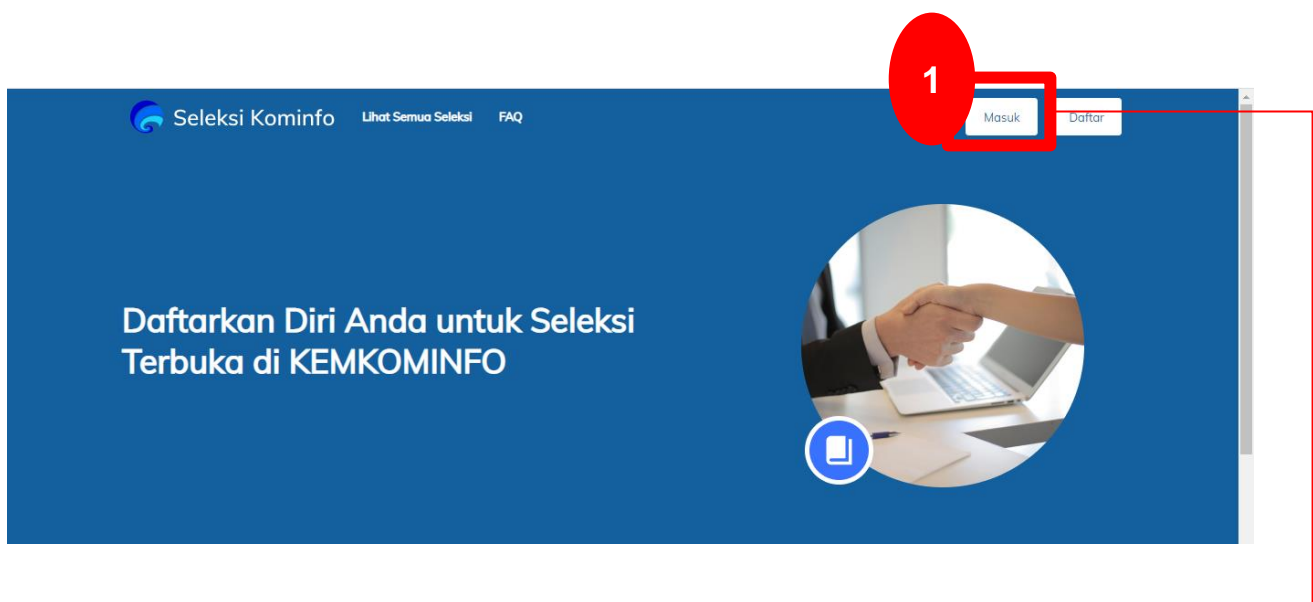 1
Seleksi Kominfo Lihat Semua Seleksi FAQ Masuk Daftar
Daftarkan Diri Anda untuk Seleksi
Terbuka di KEMKOMINFO